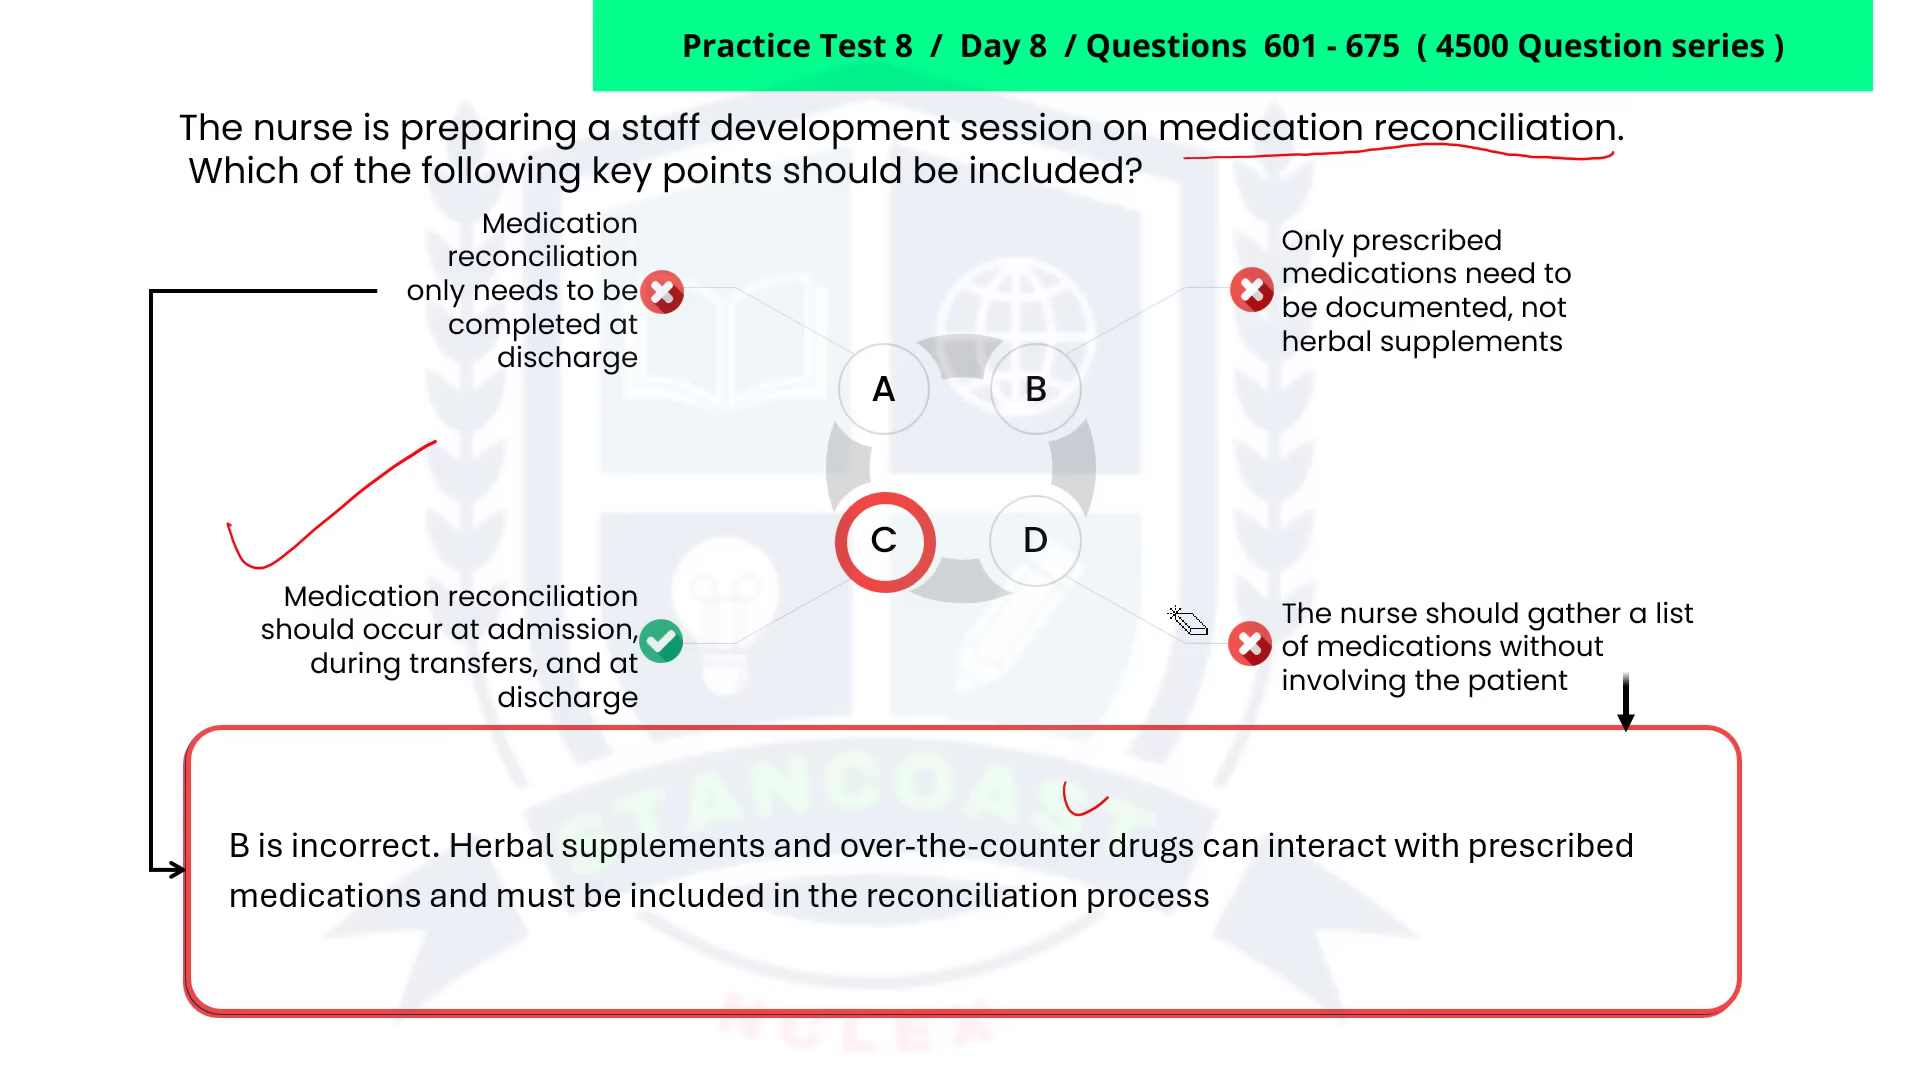 Practice Test 8 / Day 8 / Questions 601 - 675 ( 4500 Question series )
The nurse is preparing a staff development session on medication reconciliation.
Which of the following key points should be included?
Medication
reconciliation
only needs to be
completed at
discharge
Only prescribed
medications need to
be documented, not
herbal supplements
A
B
C
D
Medication reconciliation
should occur at admission,
during transfers, and at
discharge
The nurse should gather a list
of medications without
involving the patient
STANCOAST
B is incorrect. Herbal supplements and over-the-counter drugs can interact with prescribed
medications and must be included in the reconciliation process
NCLEX